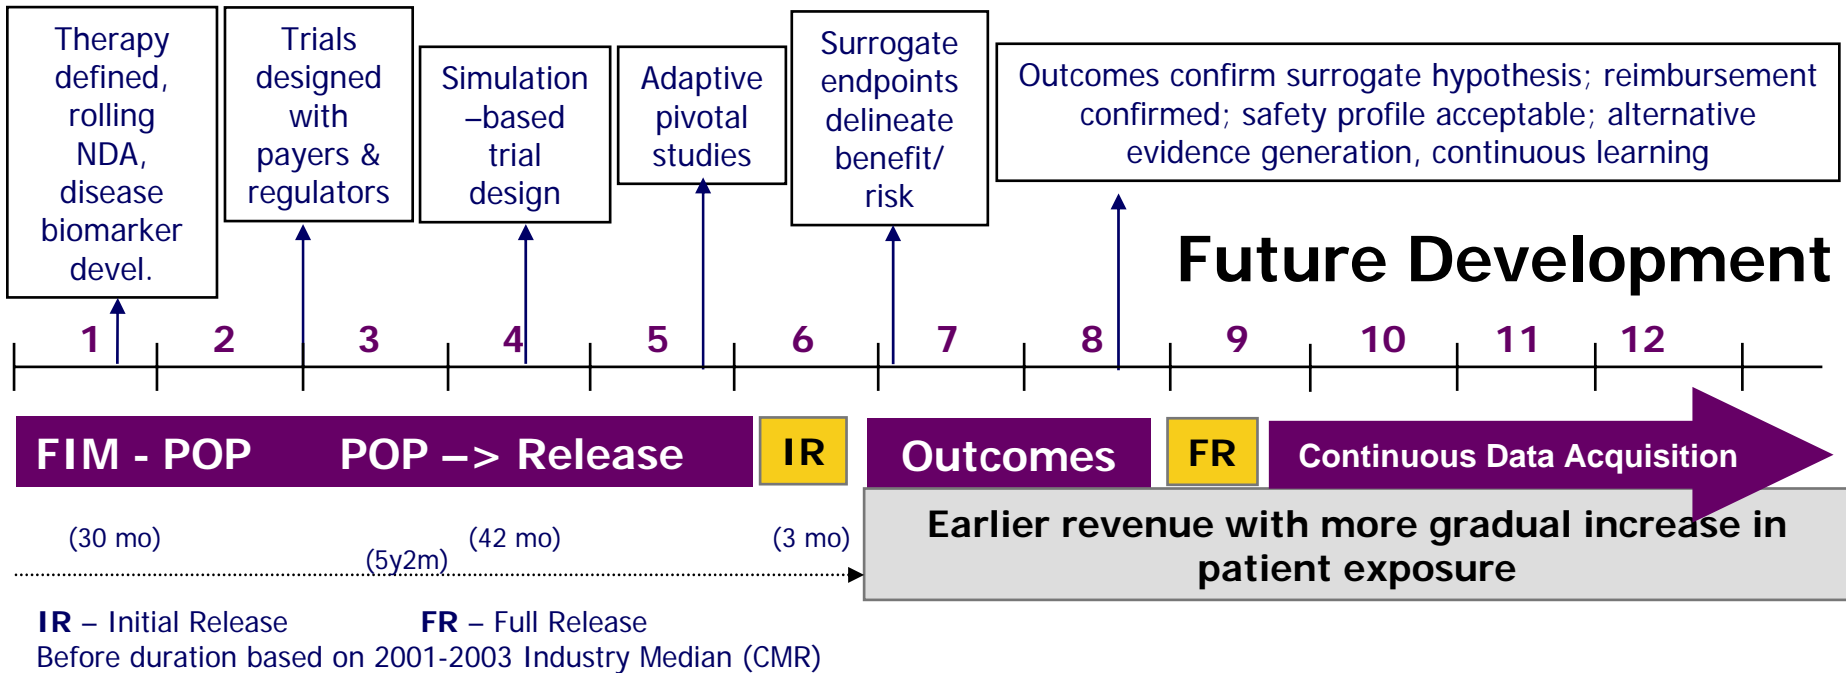 Therapy
defined,
rolling
NDA,
disease
biomarker
devel.
Trials
designed
with
payers &
regulators
Simulation
–based
trial
design
Adaptive
pivotal
studies
Surrogate
endpoints
delineate
benefit/
risk
Outcomes confirm surrogate hypothesis; reimbursement
confirmed; safety profile acceptable; alternative
evidence generation, continuous learning
Future Development
1 2 3 4 5 6 7 8 9 10 11 12
FIM - POP POP –> Release IR Outcomes FR Continuous Data Acquisition
(30 mo) (5y2m) (42 mo) (3 mo)
Earlier revenue with more gradual increase in
patient exposure
IR – Initial Release FR – Full Release
Before duration based on 2001-2003 Industry Median (CMR)